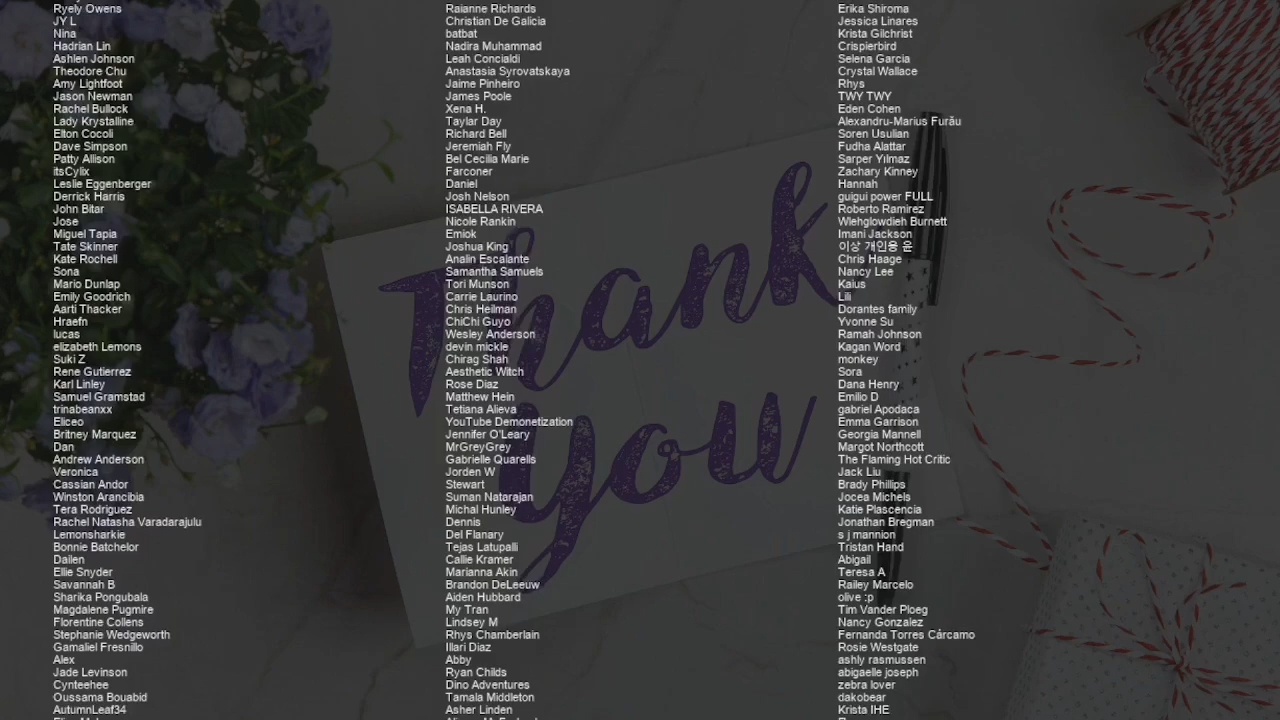 Ryely Owens
JY L
Nina
Hadrian Lin
Ashlen Johnson
Theodore Chu
Amy Lightfoot
Jason Newman
Rachel Bullock
Lady Krystalline
Elton Cocoli
Dave Simpson
Patty Allison
itsCylix
Leslie Eggenberger
Derrick Harris
John Bitar
Jose
Miguel Tapia
Tate Skinner
Kate Rochell
Sona
Mario Dunlap
Emily Goodrich
Aarti Thacker
Hraefn
lucas
elizabeth Lemons
Suki Z
Rene Gutierrez
Karl Linley
Samuel Gramstad
trinabeanxx
Eliceo
Britney Marquez
Dan
Andrew Anderson
Veronica
Cassian Andor
Winston Arancibia
Tera Rodriguez
Rachel Natasha Varadarajulu
Lemonsharkie
Bonnie Batchelor
Dailen
Ellie Snyder
Savannah B
Sharika Pongubala
Magdalene Pugmire
Florentine Collens
Stephanie Wedgeworth
Gamaliel Fresnillo
Alex
Jade Levinson
Cynteehee
Oussama Bouabid
AutumnLeaf34
Raianne Richards
Christian De Galicia
batbat
Nadira Muhammad
Leah Concialdi
Anastasia Syrovatskaya
Jaime Pinheiro
James Poole
Xena H.
Taylar Day
Richard Bell
Jeremiah Fly
Bel Cecilia Marie
Farconer
Daniel
Josh Nelson
ISABELLA RIVERA
Nicole Rankin
Emiok
Joshua King
Analin Escalante
Samantha Samuels
Tori Munson
Carrie Laurino
Chris Heilman
ChiChi Guyo
Wesley Anderson
devin mickle
Chirag Shah
Aesthetic Witch
Rose Diaz
Matthew Hein
Tetiana Alieva
YouTube Demonetization
Jennifer O'Leary
MrGreyGrey
Gabrielle Quarells
Jorden W
Stewart
Suman Natarajan
Michal Hunley
Dennis
Del Flanary
Tejas Latupalli
Callie Kramer
Marianna Akin
Brandon DeLeeuw
Aiden Hubbard
My Tran
Lindsey M
Rhys Chamberlain
Illari Diaz
Abby
Ryan Childs
Dino Adventures
Tamala Middleton
Asher Linden
Erika Shiroma
Jessica Linares
Krista Gilchrist
Crispierbird
Selena Garcia
Crystal Wallace
Rhys
TWY TWY
Eden Cohen
Alexandru-Marius Furău
Soren Usulian
Fudha Alattar
Sarper Yılmaz
Zachary Kinney
Hannah
guigui power FULL
Roberto Ramirez
Wlehglowdieh Burnett
Imani Jackson
이상 개인용 윤
Chris Haage
Nancy Lee
Kaius
Lili
Dorantes family
Yvonne Su
Ramah Johnson
Kagan Word
monkey
Sora
Dana Henry
Emilio D
gabriel Apodaca
Emma Garrison
Georgia Mannell
Margot Northcott
The Flaming Hot Critic
Jack Liu
Brady Phillips
Jocea Michels
Katie Plascencia
Jonathan Bregman
s j mannion
Tristan Hand
Abigail
Teresa A
Railey Marcelo
olive :p
Tim Vander Ploeg
Nancy Gonzalez
Fernanda Torres Cárcamo
Rosie Westgate
ashly rasmussen
abigaelle joseph
zebra lover
dakobear
Krista IHE
Thank
you